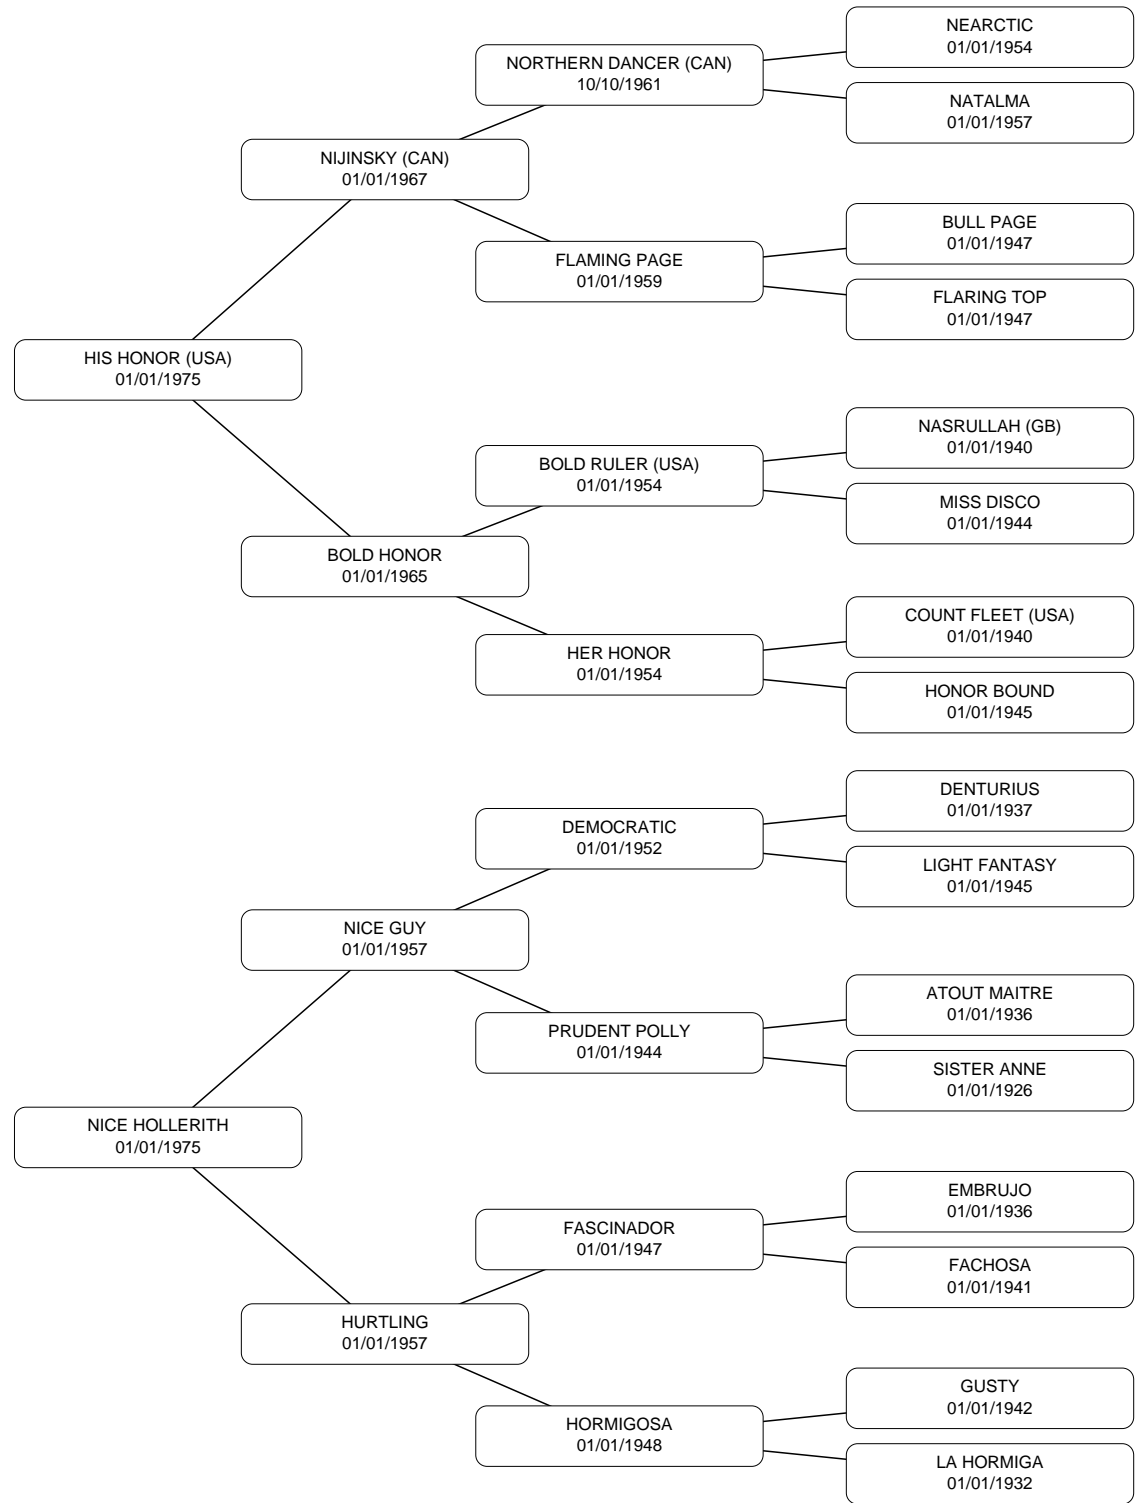 NEARCTIC
01/01/1954
NORTHERN DANCER (CAN)
10/10/1961
NATALMA
01/01/1957
NIJINSKY (CAN)
01/01/1967
BULL PAGE
01/01/1947
FLAMING PAGE
01/01/1959
FLARING TOP
01/01/1947
HIS HONOR (USA)
01/01/1975
NASRULLAH (GB)
01/01/1940
BOLD RULER (USA)
01/01/1954
MISS DISCO
01/01/1944
BOLD HONOR
01/01/1965
COUNT FLEET (USA)
01/01/1940
HER HONOR
01/01/1954
HONOR BOUND
01/01/1945
DENTURIUS
01/01/1937
DEMOCRATIC
01/01/1952
LIGHT FANTASY
01/01/1945
NICE GUY
01/01/1957
ATOUT MAITRE
01/01/1936
PRUDENT POLLY
01/01/1944
SISTER ANNE
01/01/1926
NICE HOLLERITH
01/01/1975
EMBRUJO
01/01/1936
FASCINADOR
01/01/1947
FACHOSA
01/01/1941
HURTLING
01/01/1957
GUSTY
01/01/1942
HORMIGOSA
01/01/1948
LA HORMIGA
01/01/1932